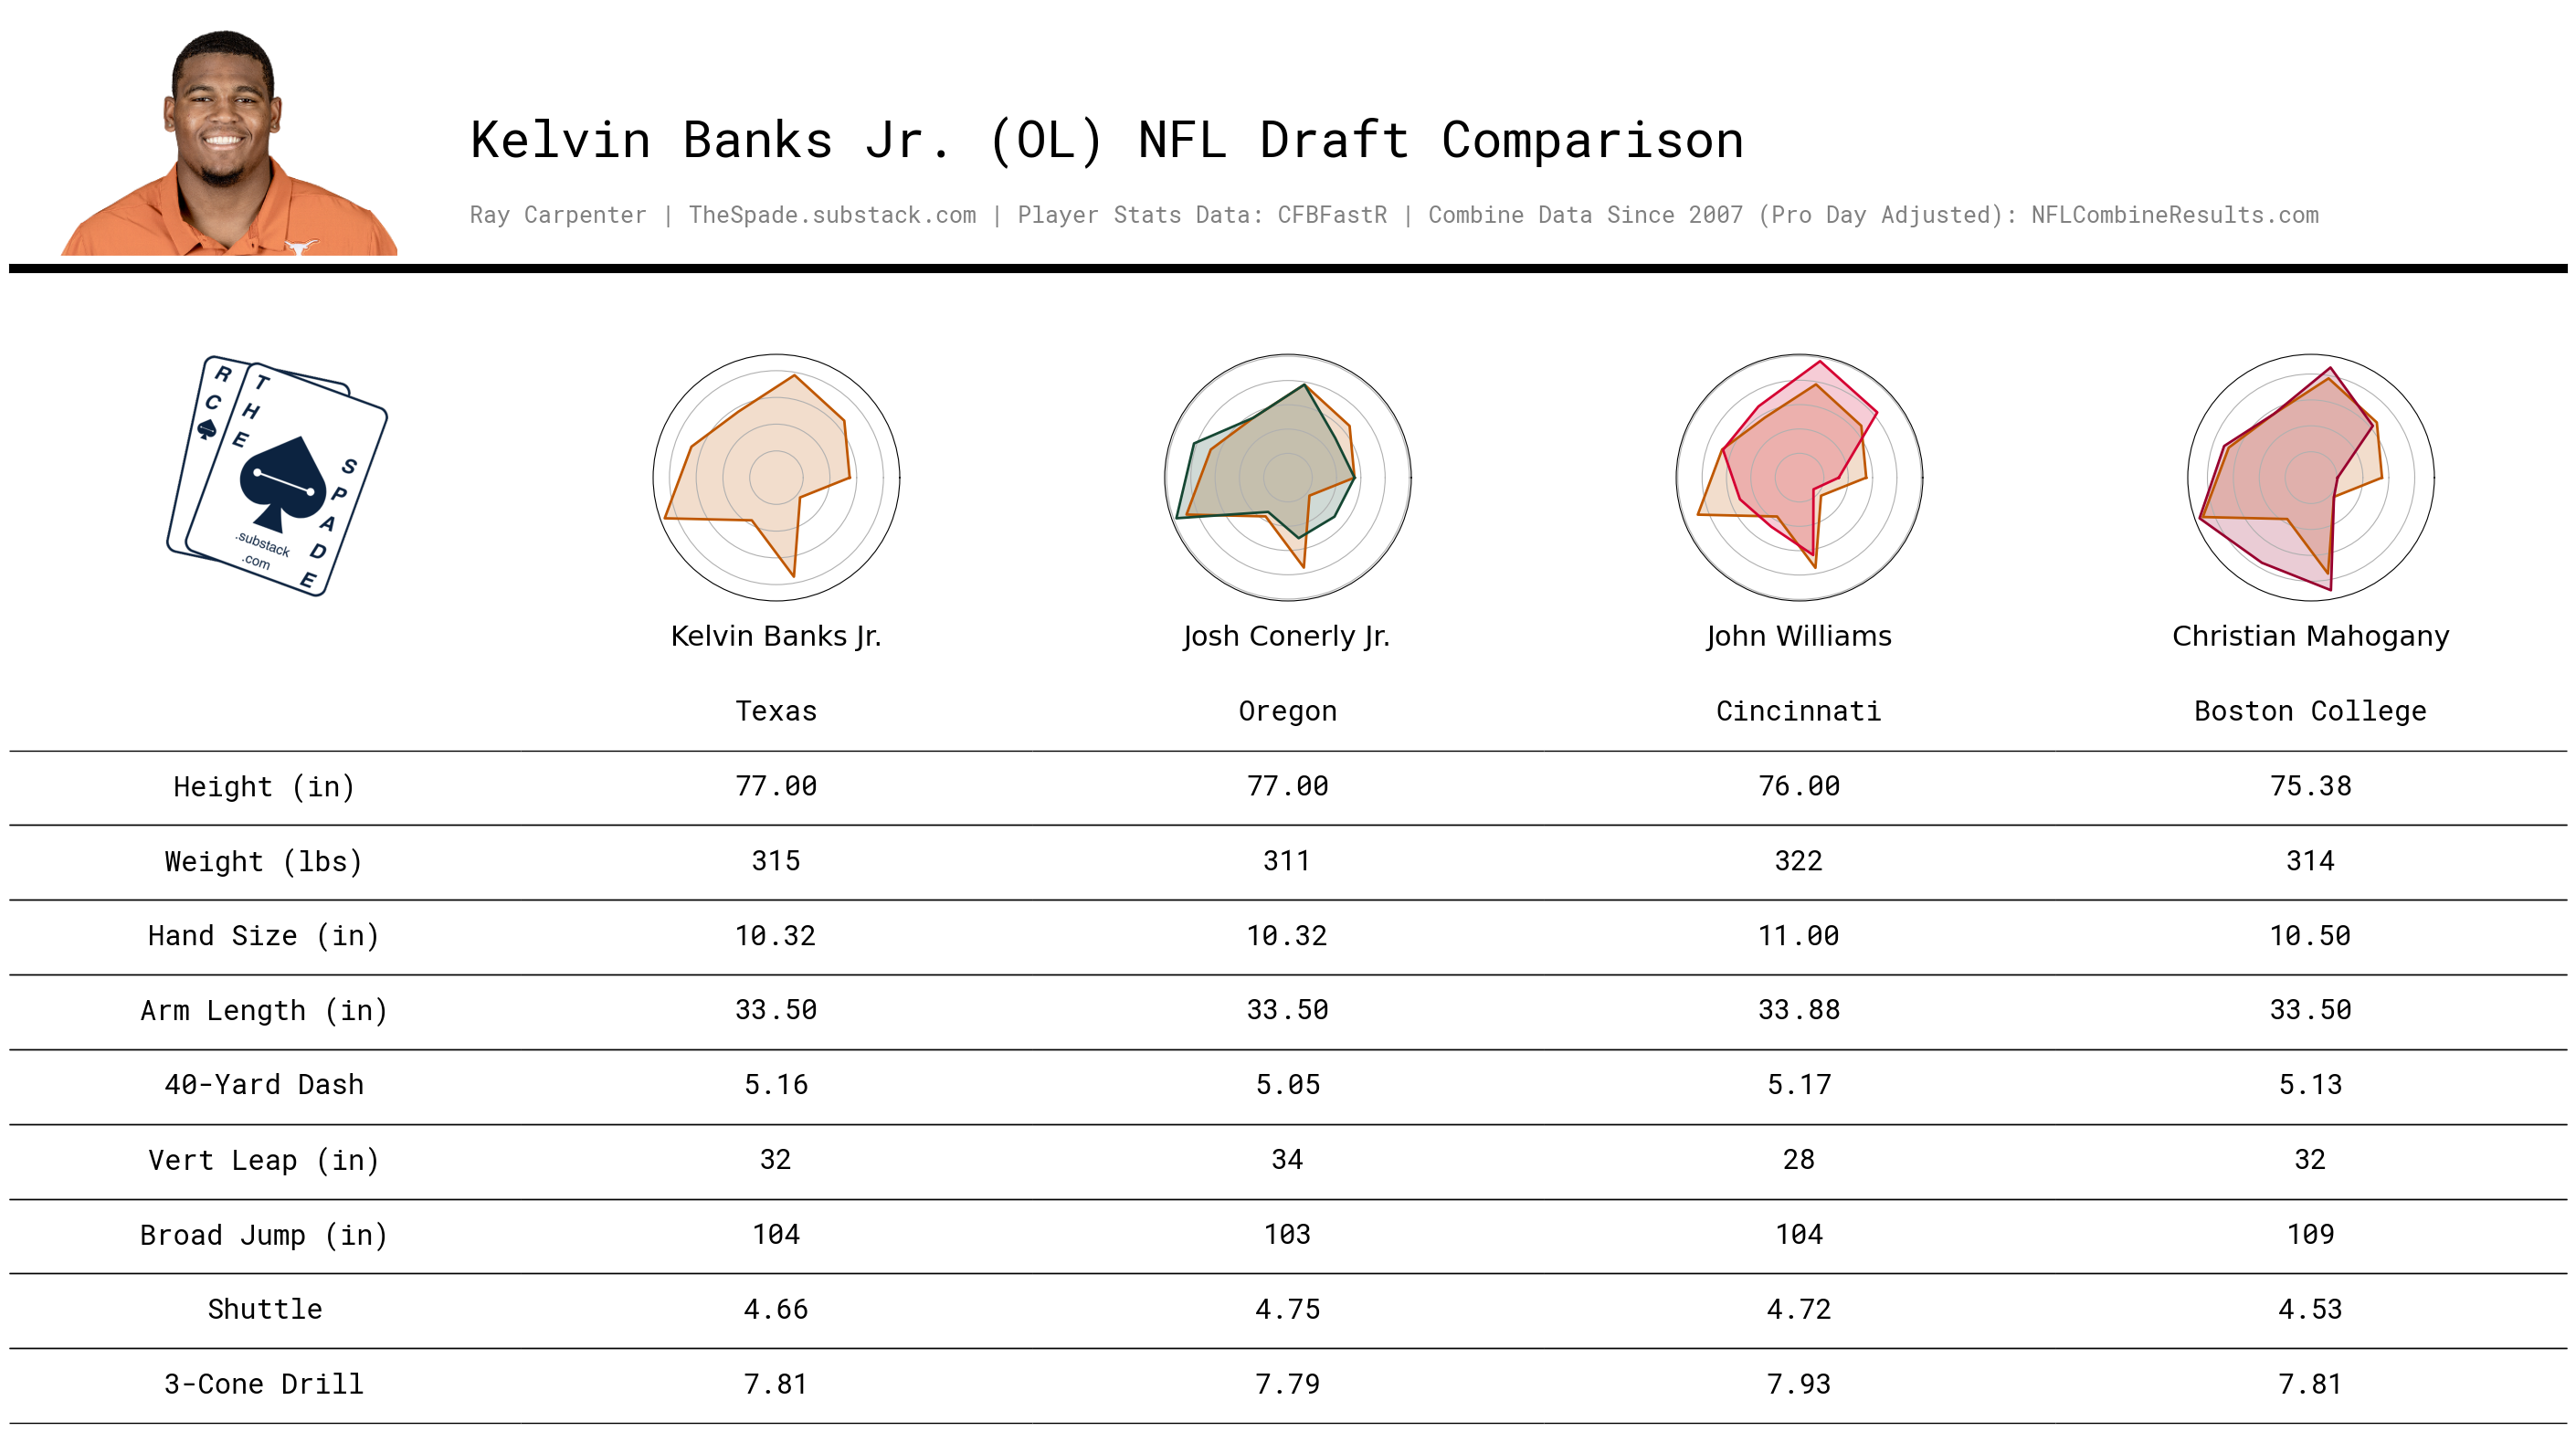 Kelvin Banks Jr. (OL) NFL Draft Comparison
Ray Carpenter | TheSpade.substack.com | Player Stats Data: CFBFastR | Combine Data Since 2007 (Pro Day Adjusted): NFLCombineResults.com
R C
T H E
S P A D E
.substack
.com
Kelvin Banks Jr. Josh Conerly Jr. John Williams Christian Mahogany
Texas Oregon Cincinnati Boston College
Height (in) 77.00 77.00 76.00 75.38
Weight (lbs) 315 311 322 314
Hand Size (in) 10.32 10.32 11.00 10.50
Arm Length (in) 33.50 33.50 33.88 33.50
40-Yard Dash 5.16 5.05 5.17 5.13
Vert Leap (in) 32 34 28 32
Broad Jump (in) 104 103 104 109
Shuttle 4.66 4.75 4.72 4.53
3-Cone Drill 7.81 7.79 7.93 7.81